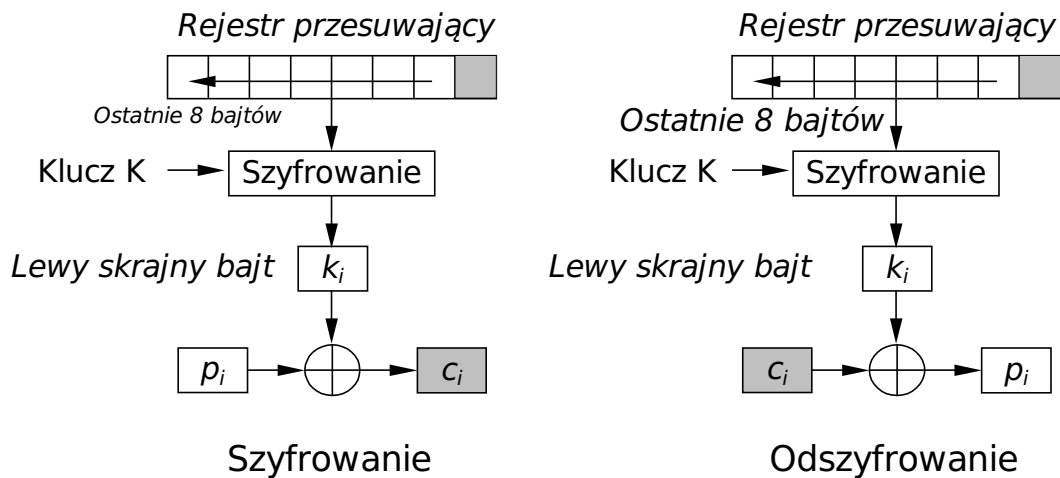 Rejestr przesuwający
Ostatnie 8 bajtów
Klucz K
Szyfrowanie
Lewy skrajny bajt
ki
pi
ci
Szyfrowanie
Rejestr przesuwający
Ostatnie 8 bajtów
Klucz K
Szyfrowanie
Lewy skrajny bajt
ki
ci
pi
Odszyfrowanie